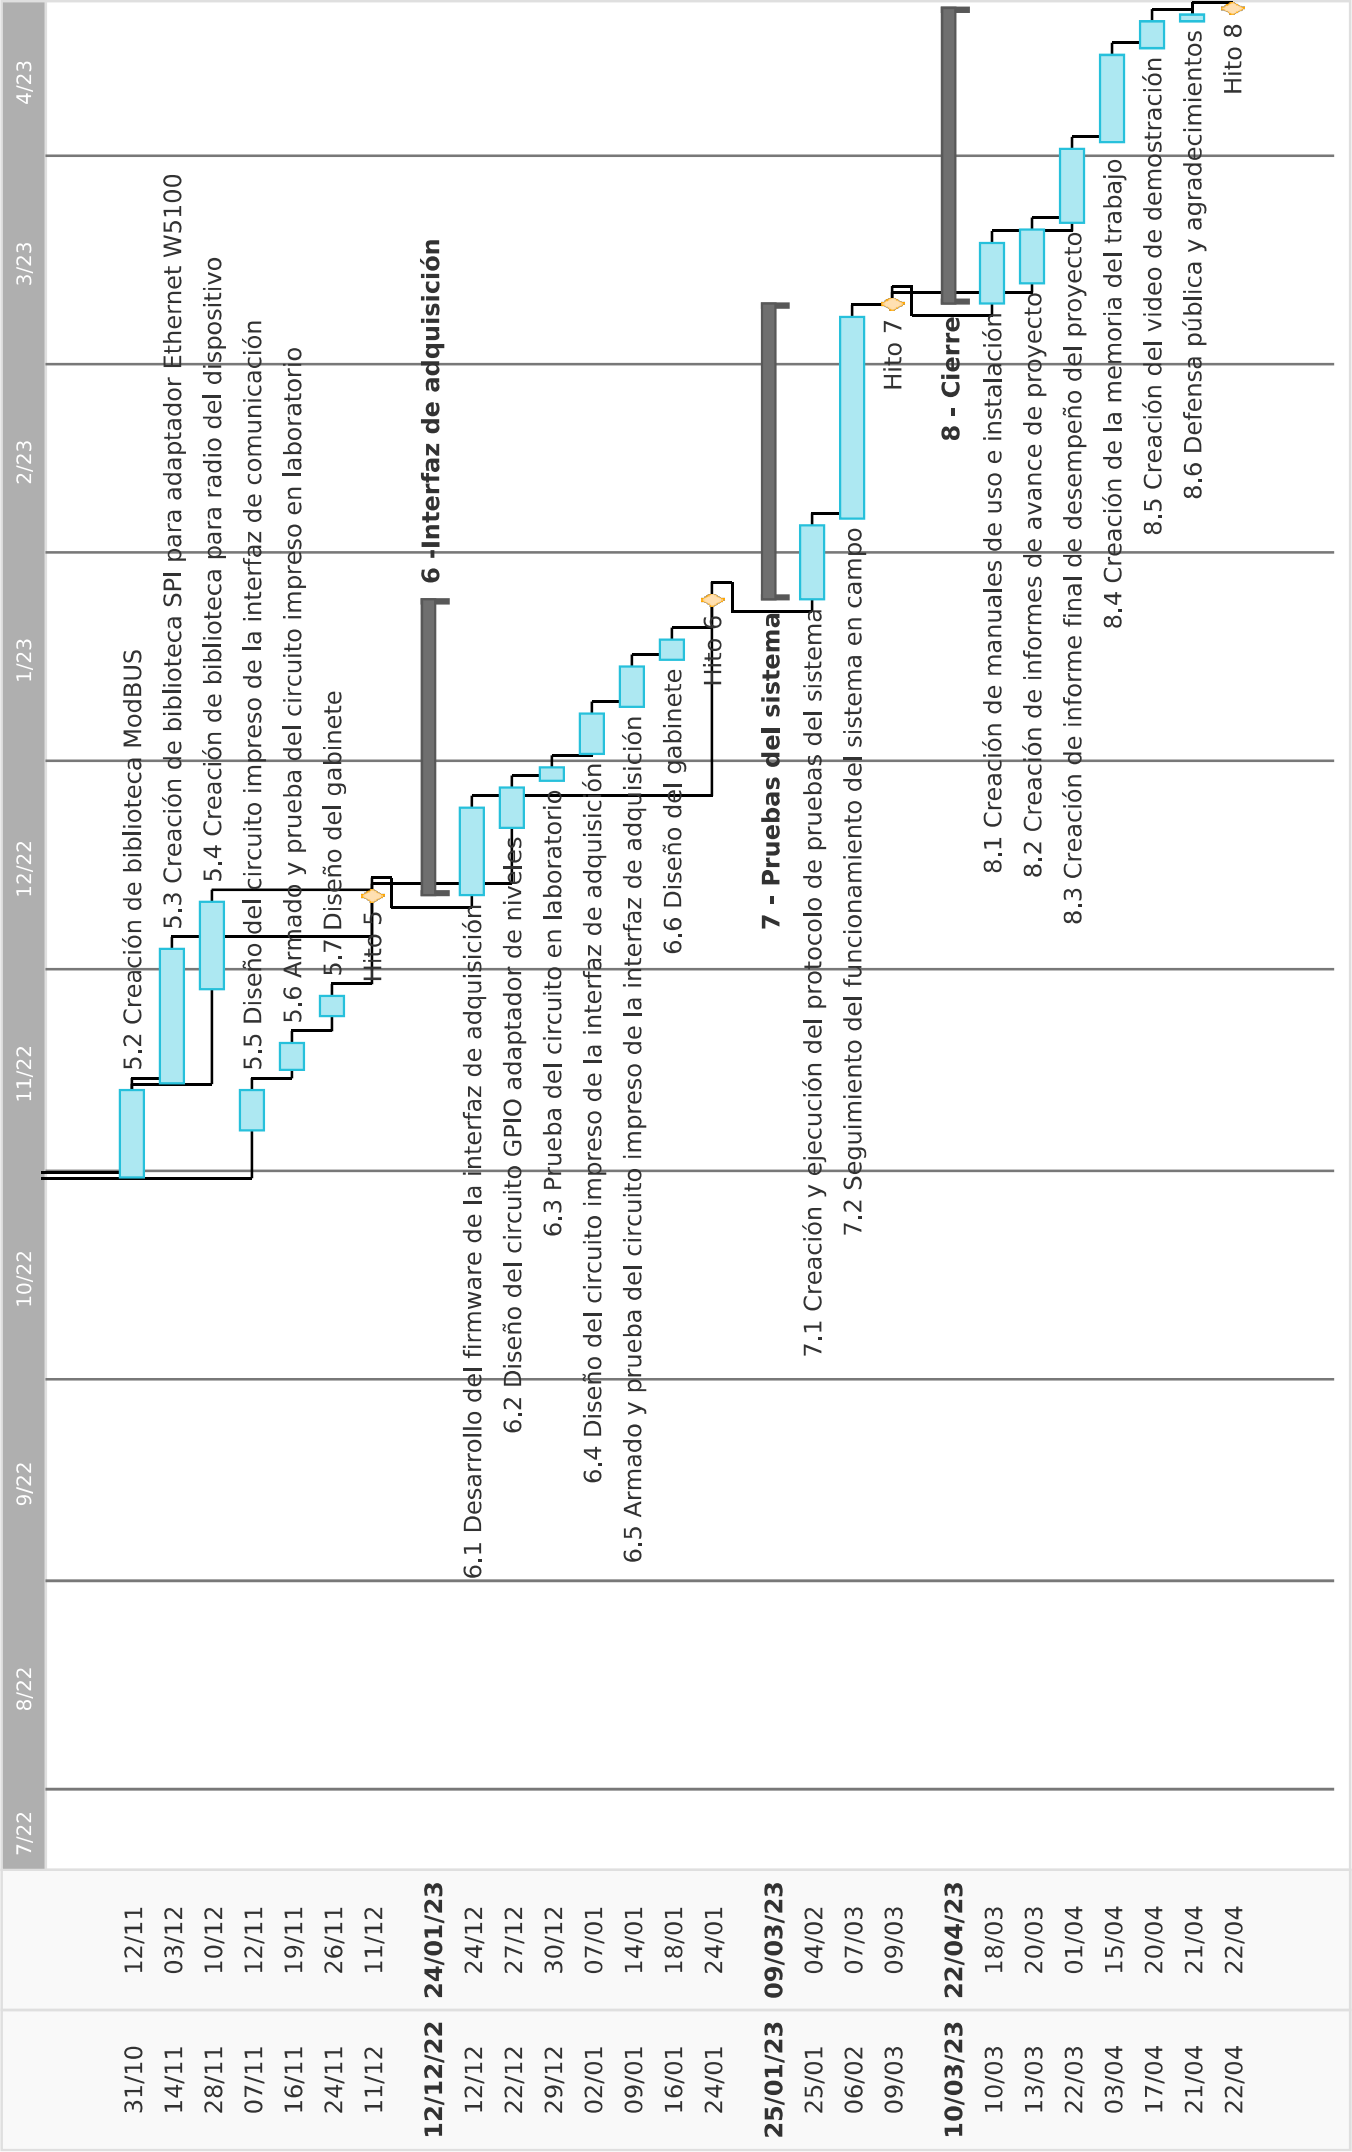 7/22 8/22 9/22 10/22 11/22 12/22 1/23 2/23 3/23 4/23
31/10 12/11 5.2 Creación de biblioteca ModBUS
14/11 03/12 5.3 Creación de biblioteca SPI para adaptador Ethernet W5100
28/11 10/12 5.4 Creación de biblioteca para radio del dispositivo
07/11 12/11 5.5 Diseño del circuito impreso de la interfaz de comunicación
16/11 19/11 5.6 Armado y prueba del circuito impreso en laboratorio
24/11 26/11 5.7 Diseño del gabinete
11/12 11/12 Hito 5
12/12/22 24/01/23 6 -Interfaz de adquisición
12/12 24/12 6.1 Desarrollo del firmware de la interfaz de adquisición
22/12 27/12 6.2 Diseño del circuito GPIO adaptador de niveles
29/12 30/12 6.3 Prueba del circuito en laboratorio
02/01 07/01 6.4 Diseño del circuito impreso de la interfaz de adquisición
09/01 14/01 6.5 Armado y prueba del circuito impreso de la interfaz de adquisición
16/01 18/01 6.6 Diseño del gabinete
24/01 24/01 Hito 6
25/01/23 09/03/23 7 - Pruebas del sistema
25/01 04/02 7.1 Creación y ejecución del protocolo de pruebas del sistema
06/02 07/03 7.2 Seguimiento del funcionamiento del sistema en campo
09/03 09/03 Hito 7
10/03/23 22/04/23 8 - Cierre
10/03 18/03 8.1 Creación de manuales de uso e instalación
13/03 20/03 8.2 Creación de informes de avance de proyecto
22/03 01/04 8.3 Creación de informe final de desempeño del proyecto
03/04 15/04 8.4 Creación de la memoria del trabajo
17/04 20/04 8.5 Creación del video de demostración
21/04 21/04 8.6 Defensa pública y agradecimientos
22/04 22/04 Hito 8